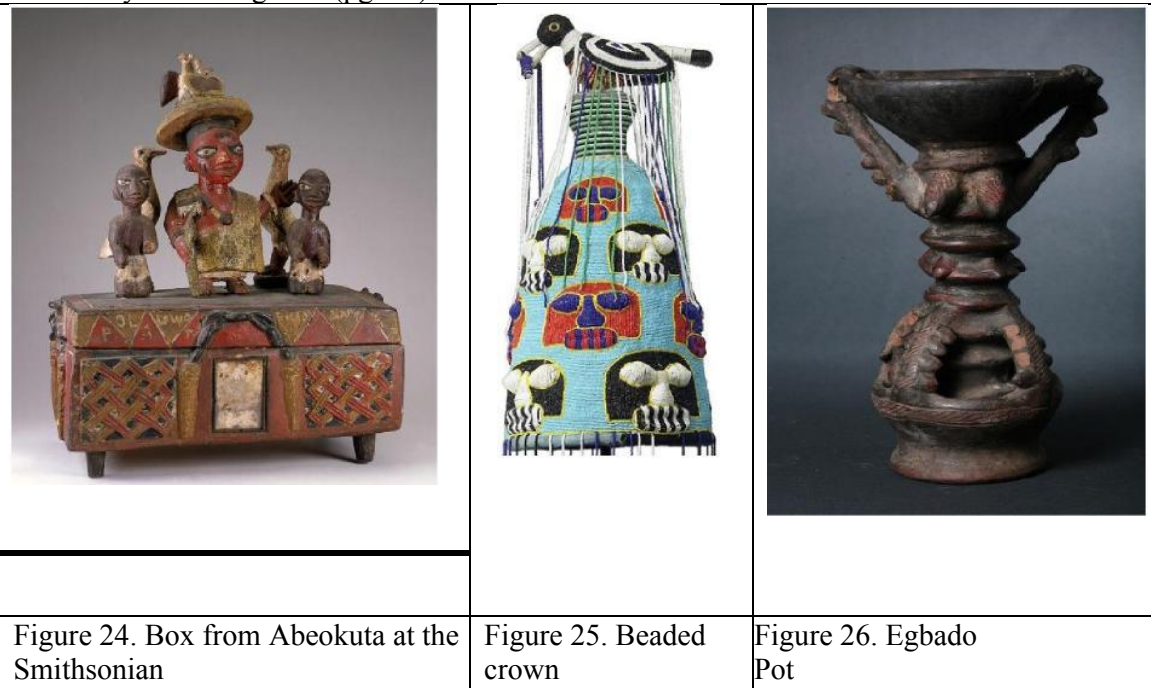 Figure 24. Box from Abeokuta at the
Smithsonian
Figure 25. Beaded
crown
Figure 26. Egbado
Pot